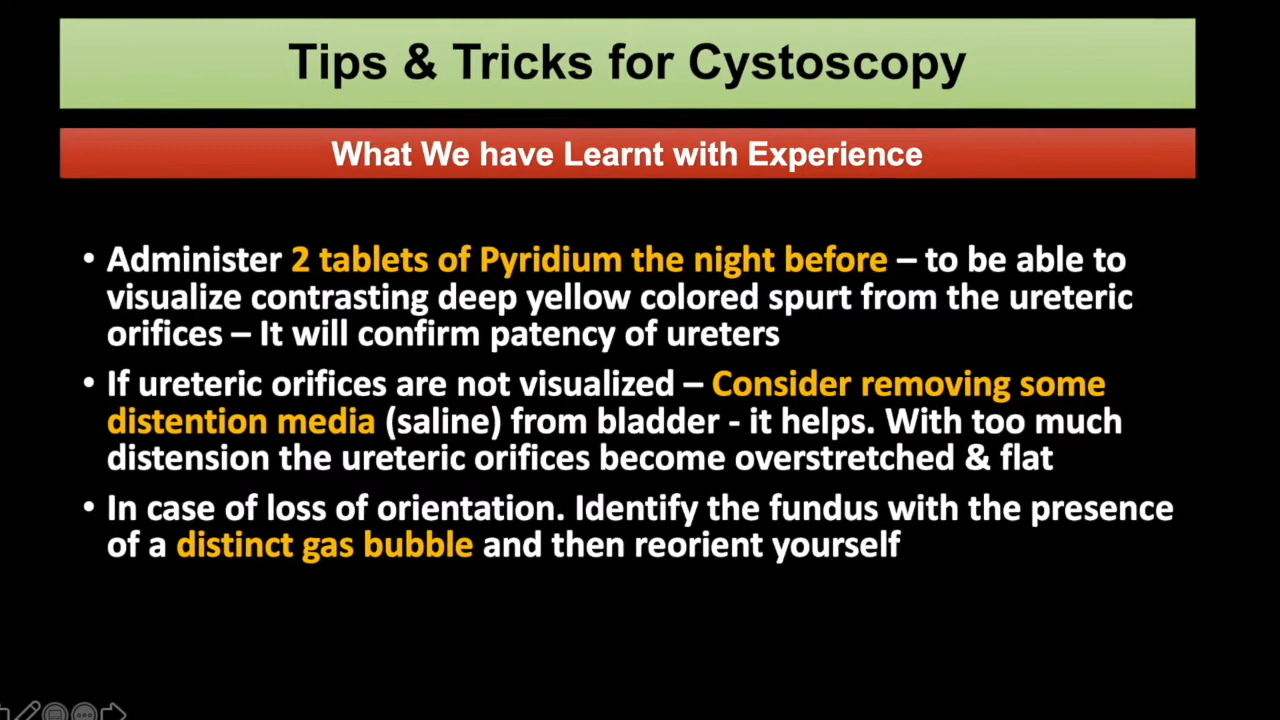 Tips & Tricks for Cystoscopy
What We have Learnt with Experience
• Administer 2 tablets of Pyridium the night before – to be able to
visualize contrasting deep yellow colored spurt from the ureteric
orifices – It will confirm patency of ureters
• If ureteric orifices are not visualized – Consider removing some
distention media (saline) from bladder - it helps. With too much
distension the ureteric orifices become overstretched & flat
• In case of loss of orientation. Identify the fundus with the presence
of a distinct gas bubble and then reorient yourself